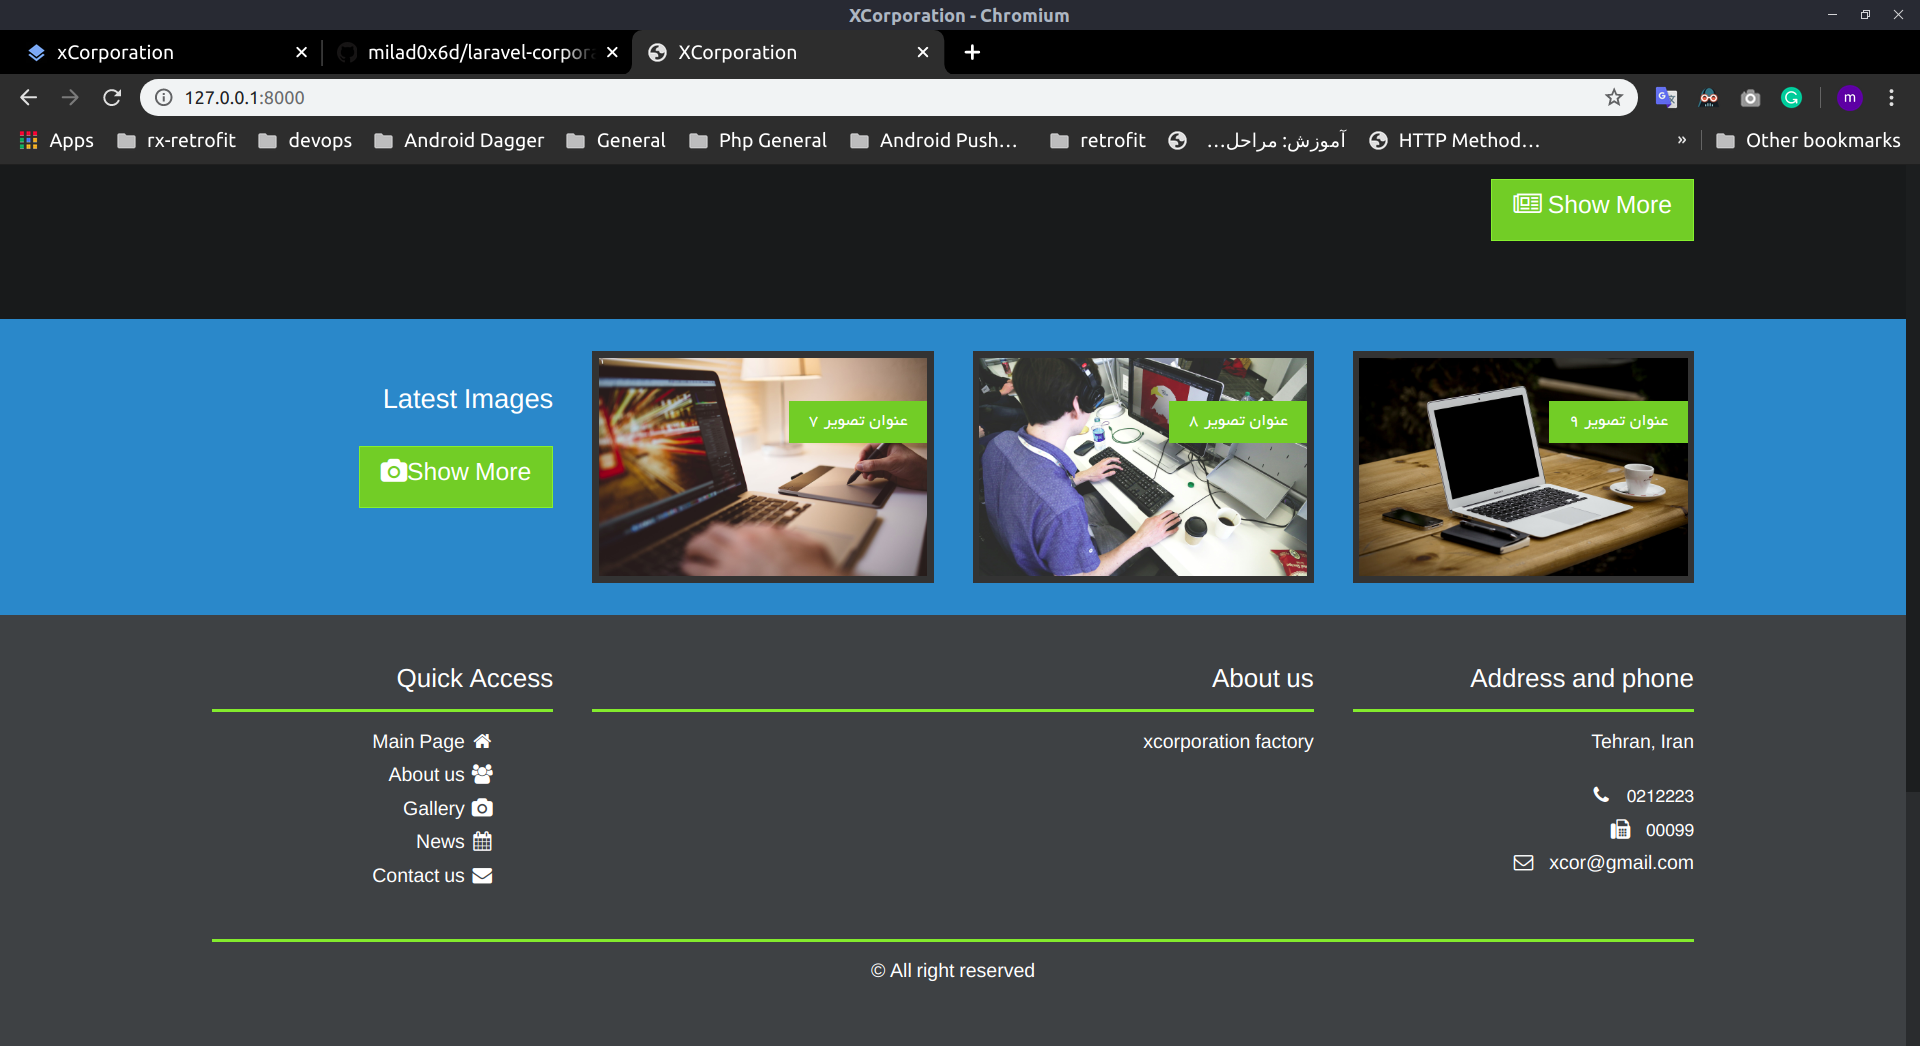 XCorporation - Chromium
xCorporation
milad0x6d/laravel-corpora
XCorporation
127.0.0.1:8000
m
Apps
rx-retrofit
devops
Android Dagger
General
Php General
Android Push…
retrofit
آموزش: مراحل…
HTTP Method…
»
Other bookmarks
Show More
Latest Images
Show More
عنوان تصویر ۷
عنوان تصویر ۸
عنوان تصویر ۹
Quick Access
Main Page
About us
Gallery
News
Contact us
About us
xcorporation factory
Address and phone
Tehran, Iran
0212223
00099
xcor@gmail.com
© All right reserved